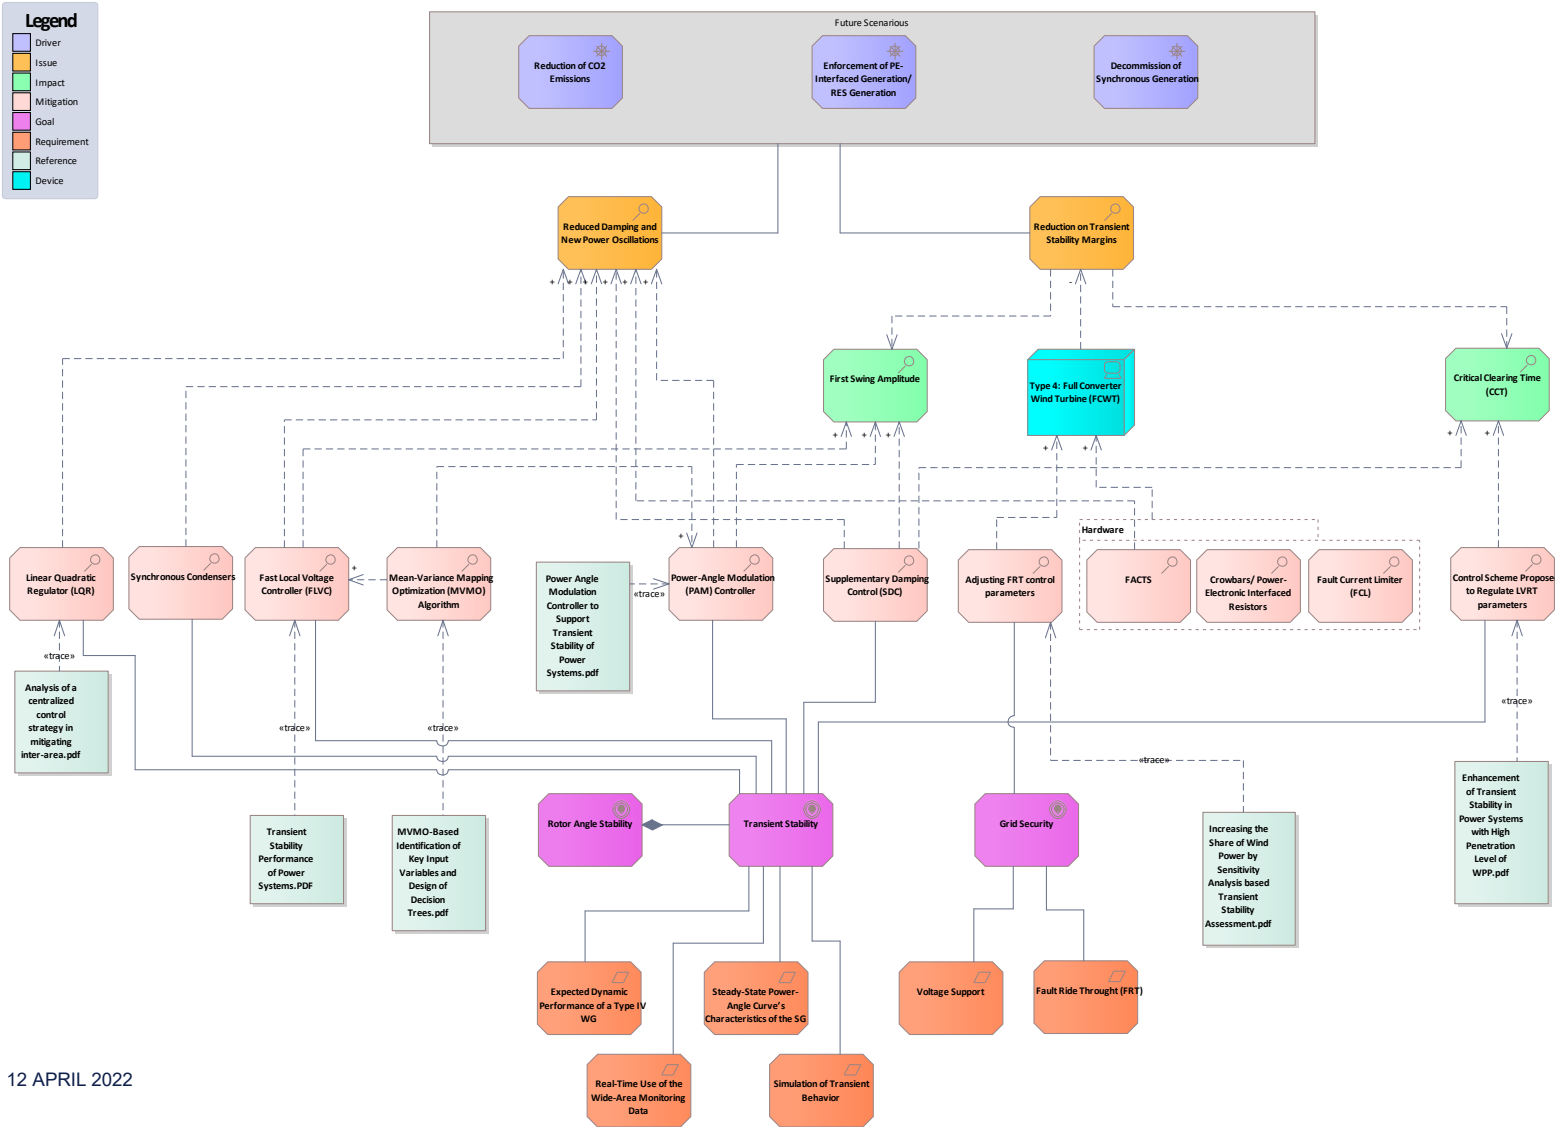 Legend
Driver
Issue
Impact
Mitigation
Goal
Requirement
Reference
Device
Future Scenarious
Reduction of CO2
Emissions
Enforcement of PE-
Interfaced Generation/
RES Generation
Decommission of
Synchronous Generation
Reduced Damping and
New Power Oscillations
Reduction on Transient
Stability Margins
+ + + + + +
-
First Swing Amplitude
Type 4: Full Converter
Wind Turbine (FCWT)
Critical Clearing Time
(CCT)
+ + +
+ +
+ +
Hardware
+
+
Linear Quadratic
Regulator (LQR)
Synchronous Condensers
Fast Local Voltage
Controller (FLVC)
Mean-Variance Mapping
Optimization (MVMO)
Algorithm
Power Angle
Modulation
Controller to
Support
Transient
Stability of
Power
Systems.pdf
«trace»
Power-Angle Modulation
(PAM) Controller
Supplementary Damping
Control (SDC)
Adjusting FRT control
parameters
FACTS
Crowbars/ Power-
Electronic Interfaced
Resistors
Fault Current Limiter
(FCL)
Control Scheme Propose
to Regulate LVRT
parameters
«trace»
Analysis of a
centralized
control
strategy in
mitigating
inter-area.pdf
«trace»
«trace»
«trace»
«trace»
Rotor Angle Stability
Transient Stability
Grid Security
Transient
Stability
Performance
of Power
Systems.PDF
MVMO-Based
Identification of
Key Input
Variables and
Design of
Decision
Trees.pdf
Increasing the
Share of Wind
Power by
Sensitivity
Analysis based
Transient
Stability
Assessment.pdf
Enhancement
of Transient
Stability in
Power Systems
with High
Penetration
Level of
WPP.pdf
Expected Dynamic
Performance of a Type IV
WG
Steady-State Power-
Angle Curve's
Characteristics of the SG
Voltage Support
Fault Ride Throught (FRT)
Real-Time Use of the
Wide-Area Monitoring
Data
Simulation of Transient
Behavior
12 APRIL 2022